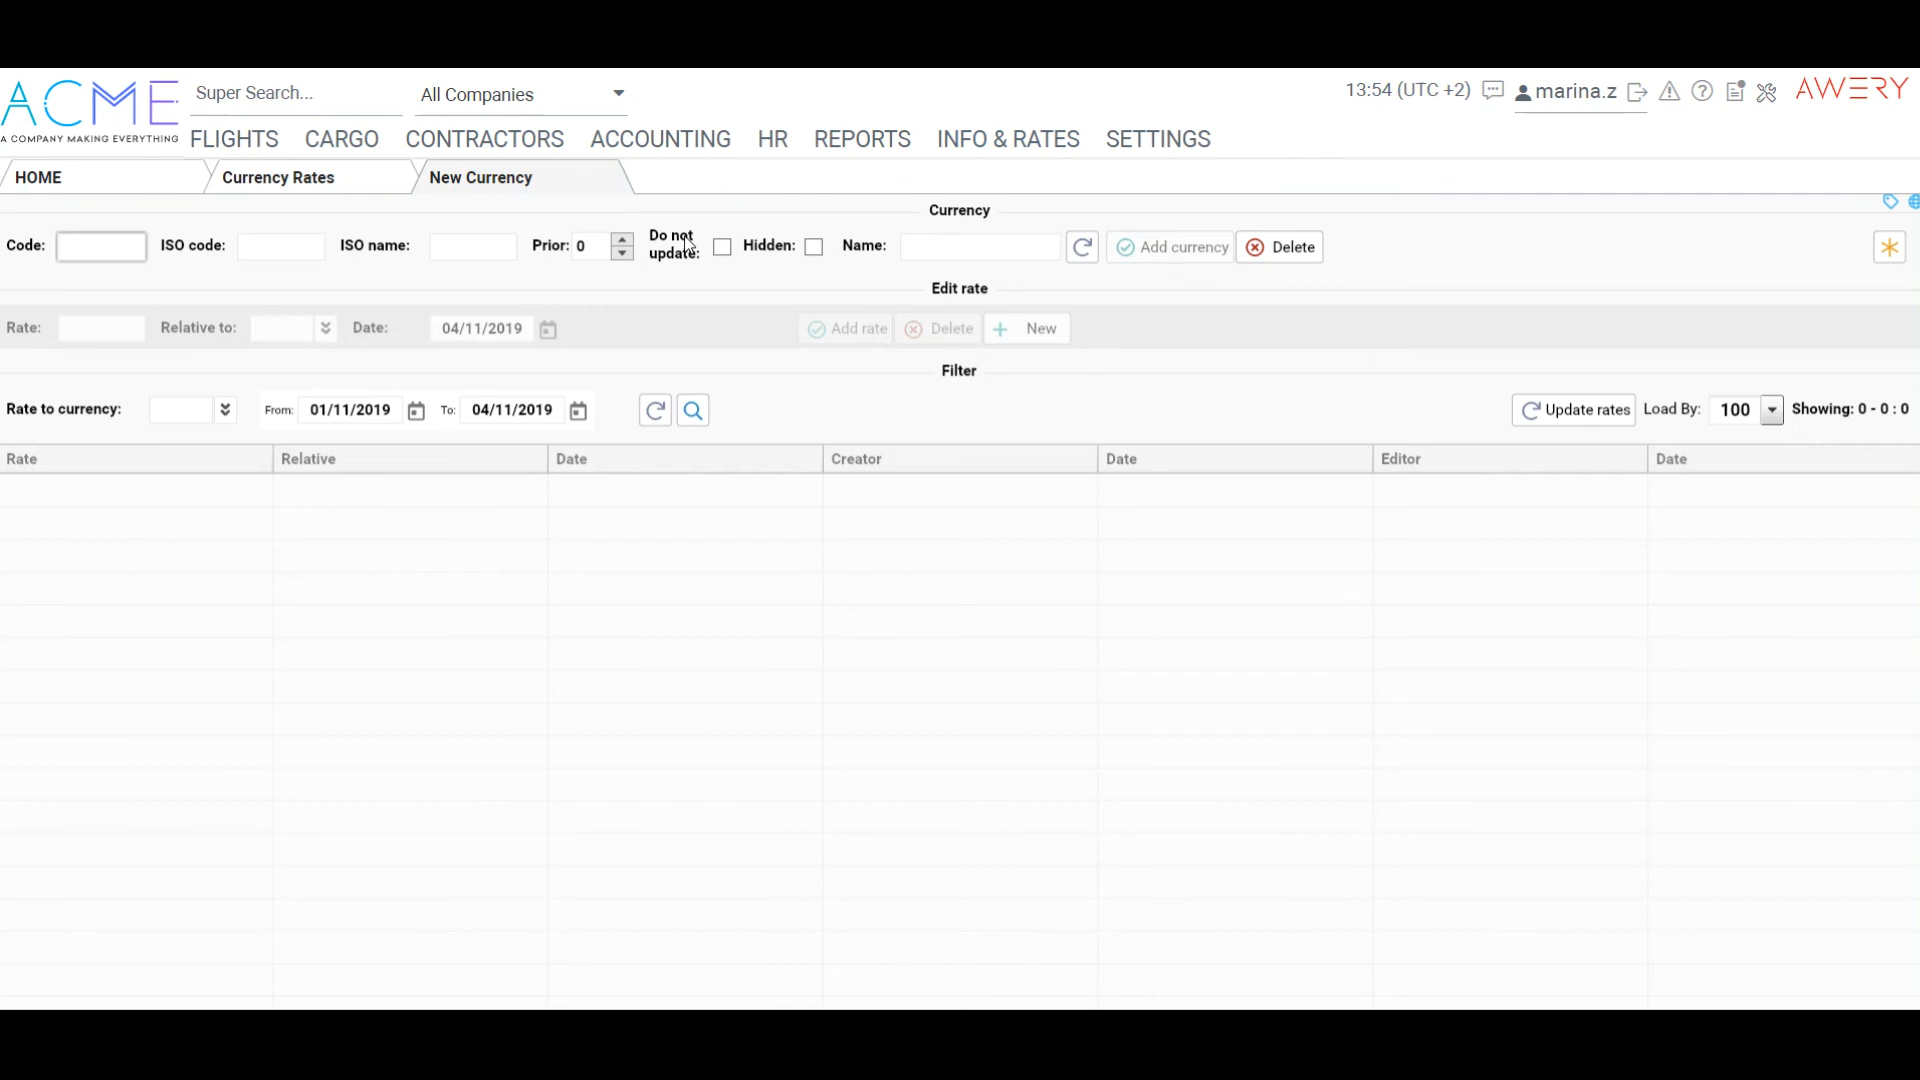 ACME
A COMPANY MAKING EVERYTHING
Super Search...
All Companies
13:54 (UTC +2)
marina.z
AWERY
FLIGHTS CARGO CONTRACTORS ACCOUNTING HR REPORTS INFO & RATES SETTINGS
HOME Currency Rates New Currency
Currency
Code: ISO code: ISO name: Prior: 0 Do not update: Hidden: Name: Add currency Delete
Edit rate
Rate: Relative to: Date: 04/11/2019 Add rate Delete New
Filter
Rate to currency: From: 01/11/2019 To: 04/11/2019 Update rates Load By: 100 Showing: 0 - 0 : 0
Rate Relative Date Creator Date Editor Date